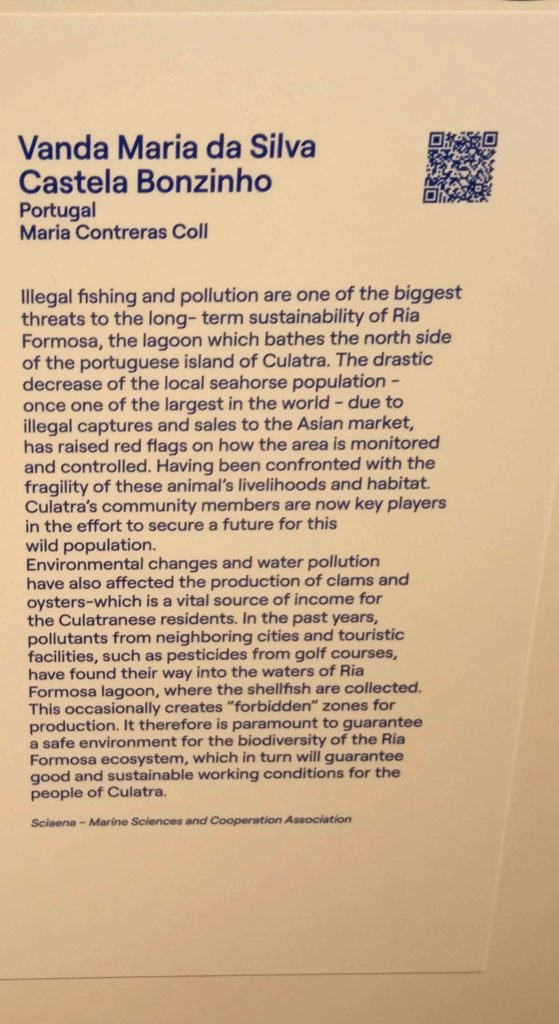 Vanda Maria da Silva
Castela Bonzinho
Portugal
Maria Contreras Coll
Illegal fishing and pollution are one of the biggest
threats to the long- term sustainability of Ria
Formosa, the lagoon which bathes the north side
of the portuguese island of Culatra. The drastic
decrease of the local seahorse population -
once one of the largest in the world - due to
illegal captures and sales to the Asian market,
has raised red flags on how the area is monitored
and controlled. Having been confronted with the
fragility of these animal's livelihoods and habitat.
Culatra's community members are now key players
in the effort to secure a future for this
wild population.
Environmental changes and water pollution
have also affected the production of clams and
oysters-which is a vital source of income for
the Culatranese residents. In the past years,
pollutants from neighboring cities and touristic
facilities, such as pesticides from golf courses,
have found their way into the waters of Ria
Formosa lagoon, where the shellfish are collected.
This occasionally creates "forbidden" zones for
production. It therefore is paramount to guarantee
a safe environment for the biodiversity of the Ria
Formosa ecosystem, which in turn will guarantee
good and sustainable working conditions for the
people of Culatra.
Sciaena - Marine Sciences and Cooperation Association